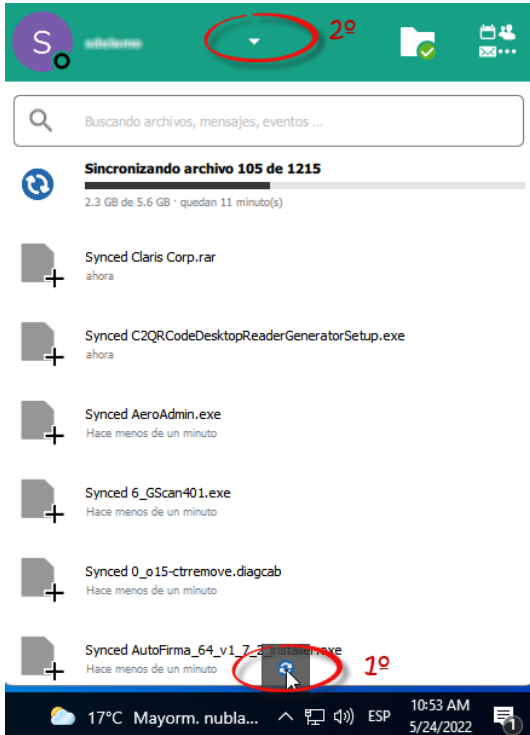 S
2º
Buscando archivos, mensajes, eventos ...
Sincronizando archivo 105 de 1215
2.3 GB de 5.6 GB · quedan 11 minuto(s)
Synced Claris Corp.rar
ahora
Synced C2QRCodeDesktopReaderGeneratorSetup.exe
ahora
Synced AeroAdmin.exe
Hace menos de un minuto
Synced 6_GScan401.exe
Hace menos de un minuto
Synced 0_o15-ctrremove.diagcab
Hace menos de un minuto
Synced AutoFirma_64_v1_7_2_installer.exe
Hace menos de un minuto
1º
17°C Mayorm. nubla... ESP
10:53 AM
5/24/2022
1